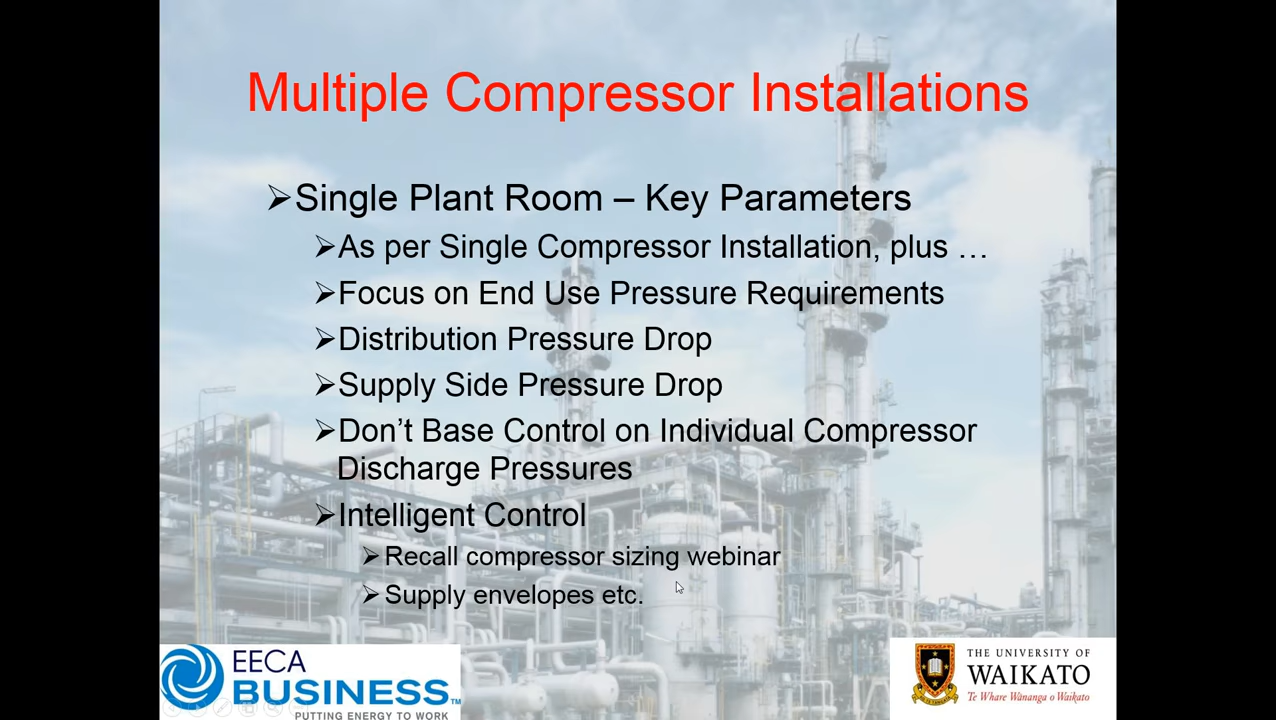 Multiple Compressor Installations
Single Plant Room – Key Parameters
As per Single Compressor Installation, plus …
Focus on End Use Pressure Requirements
Distribution Pressure Drop
Supply Side Pressure Drop
Don’t Base Control on Individual Compressor
Discharge Pressures
Intelligent Control
Recall compressor sizing webinar
Supply envelopes etc.
EECA
BUSINESS™
PUTTING ENERGY TO WORK
THE UNIVERSITY OF
WAIKATO
Te Whare Wānanga o Waikato